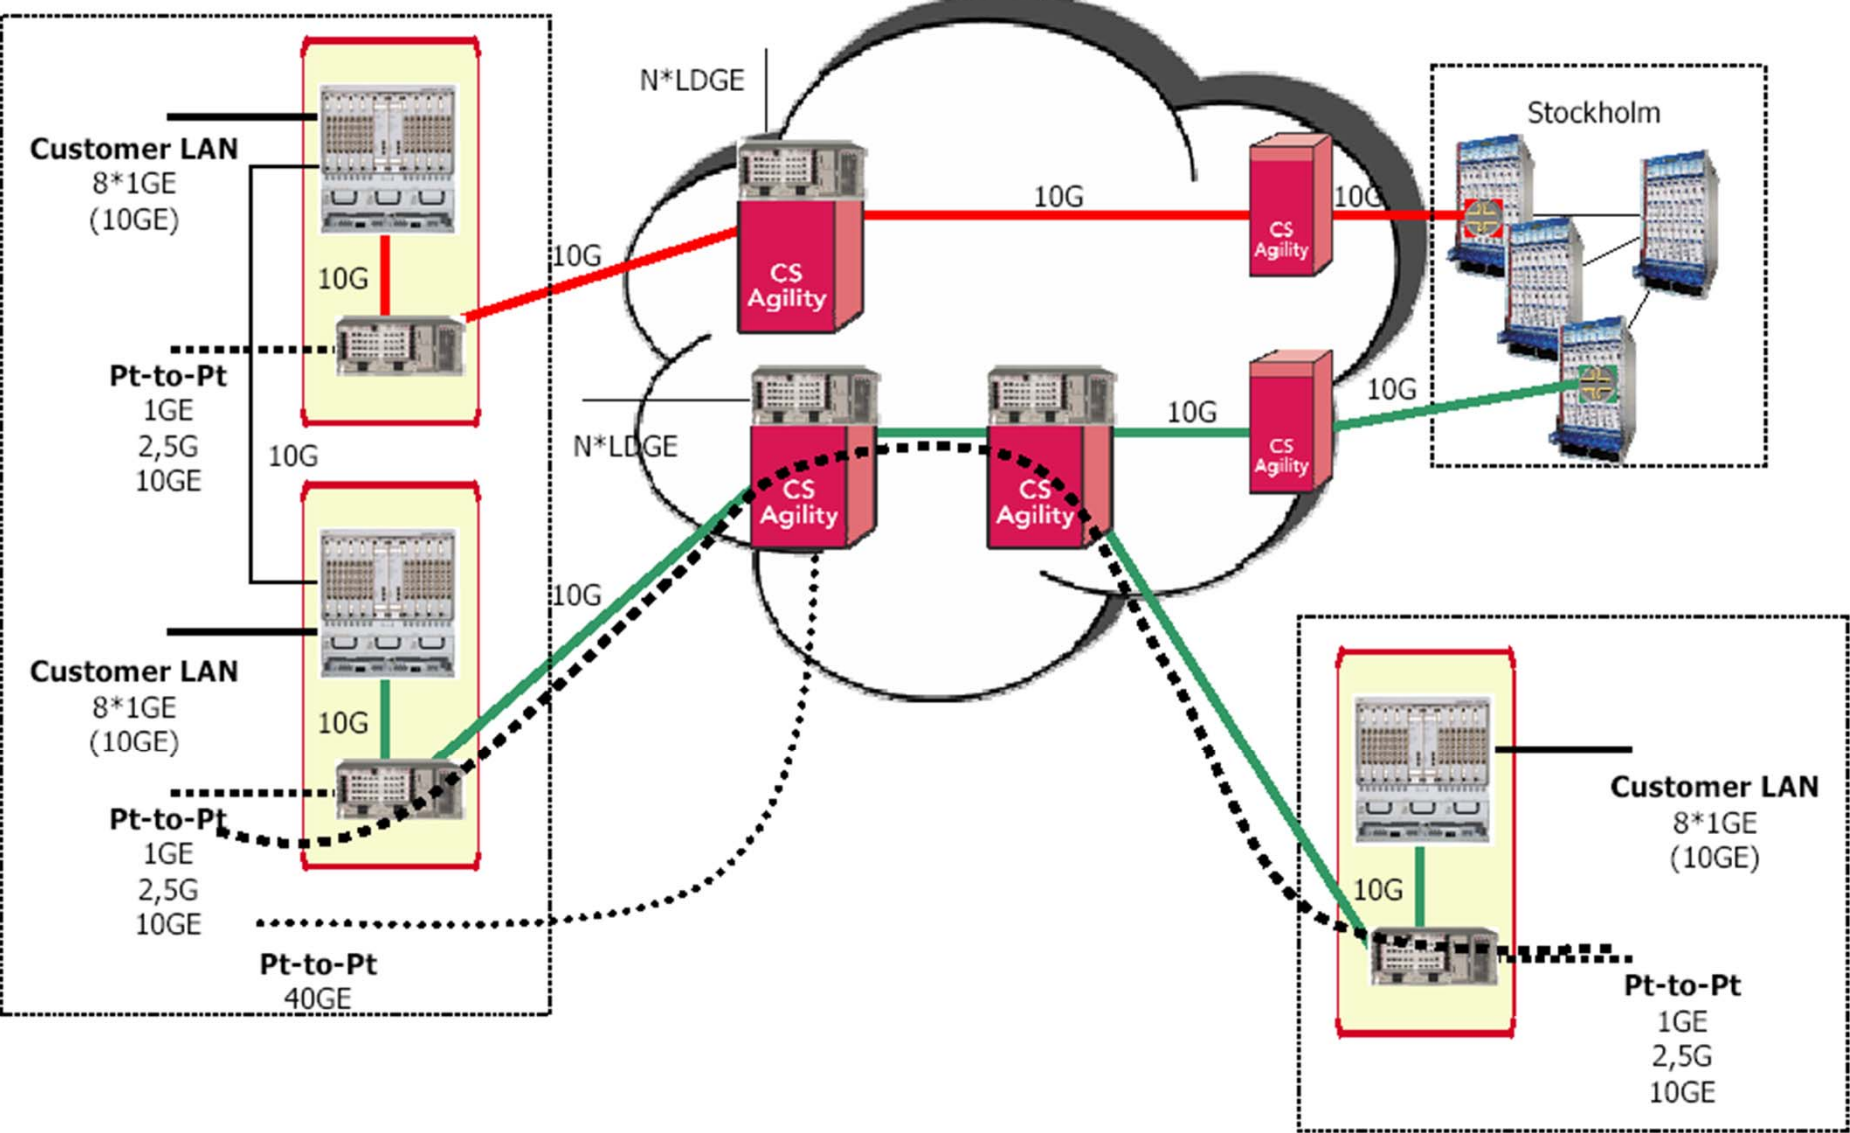 Customer LAN
8*1GE
(10GE)
10G
Pt-to-Pt
1GE
2,5G
10GE
10G
Customer LAN
8*1GE
(10GE)
10G
Pt-to-Pt
1GE
2,5G
10GE
Pt-to-Pt
40GE
10G
10G
N*LDGE
CS
Agility
10G
CS
Agility
10G
N*LDGE
CS
Agility
CS
Agility
10G
CS
Agility
10G
Stockholm
10G
Customer LAN
8*1GE
(10GE)
Pt-to-Pt
1GE
2,5G
10GE